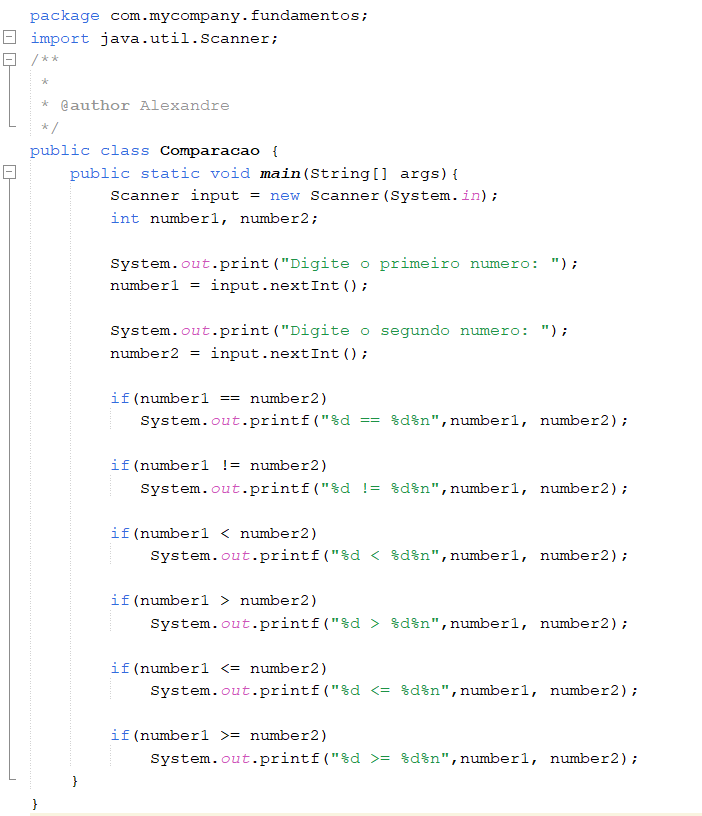 package com.mycompany.fundamentos;
import java.util.Scanner;
/**
 *
 * @author Alexandre
 */
public class Comparacao {
    public static void main(String[] args){
        Scanner input = new Scanner(System.in);
        int number1, number2;

        System.out.print("Digite o primeiro numero: ");
        number1 = input.nextInt();

        System.out.print("Digite o segundo numero: ");
        number2 = input.nextInt();

        if(number1 == number2)
           System.out.printf("%d == %d%n",number1, number2);

        if(number1 != number2)
           System.out.printf("%d != %d%n",number1, number2);

        if(number1 < number2)
            System.out.printf("%d < %d%n",number1, number2);

        if(number1 > number2)
            System.out.printf("%d > %d%n",number1, number2);

        if(number1 <= number2)
            System.out.printf("%d <= %d%n",number1, number2);

        if(number1 >= number2)
            System.out.printf("%d >= %d%n",number1, number2);
    }
}